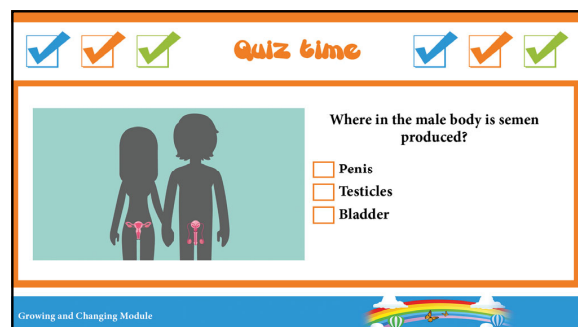 Quiz time
Where in the male body is semen
produced?
Penis
Testicles
Bladder
Growing and Changing Module